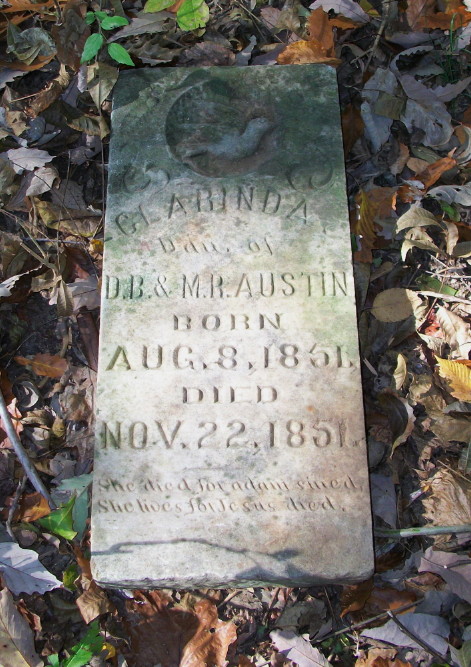 CLARINDA.
Dau. of
D.B. & M.R. AUSTIN
BORN
AUG. 8, 1851.
DIED
NOV. 22, 1851.
She died for adam sined,
She lives for Jesus died.